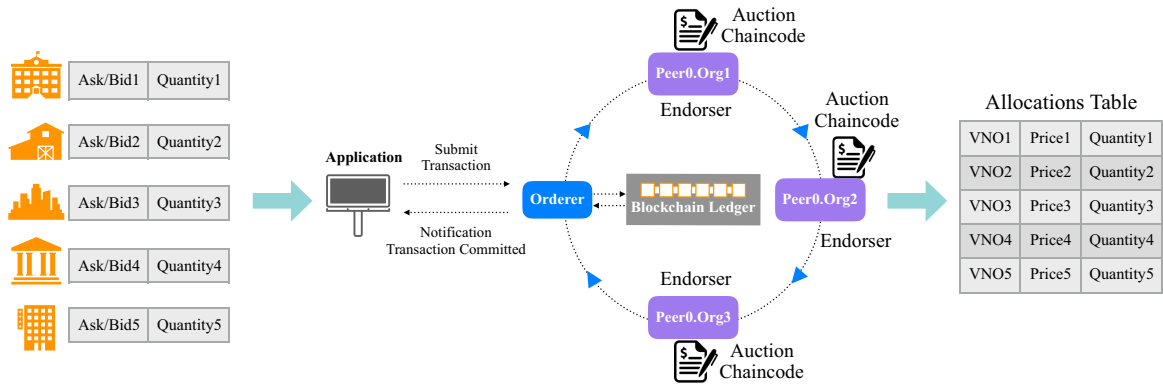 Ask/Bid1 Quantity1
Ask/Bid2 Quantity2
Ask/Bid3 Quantity3
Ask/Bid4 Quantity4
Ask/Bid5 Quantity5
Application
Submit
Transaction
Notification
Transaction Committed
Orderer
Blockchain Ledger
Auction
Chaincode
$
Peer0.Org1
Endorser
Auction
Chaincode
$
Peer0.Org2
Endorser
Endorser
Peer0.Org3
$
Auction
Chaincode
Allocations Table
VNO1 Price1 Quantity1
VNO2 Price2 Quantity2
VNO3 Price3 Quantity3
VNO4 Price4 Quantity4
VNO5 Price5 Quantity5